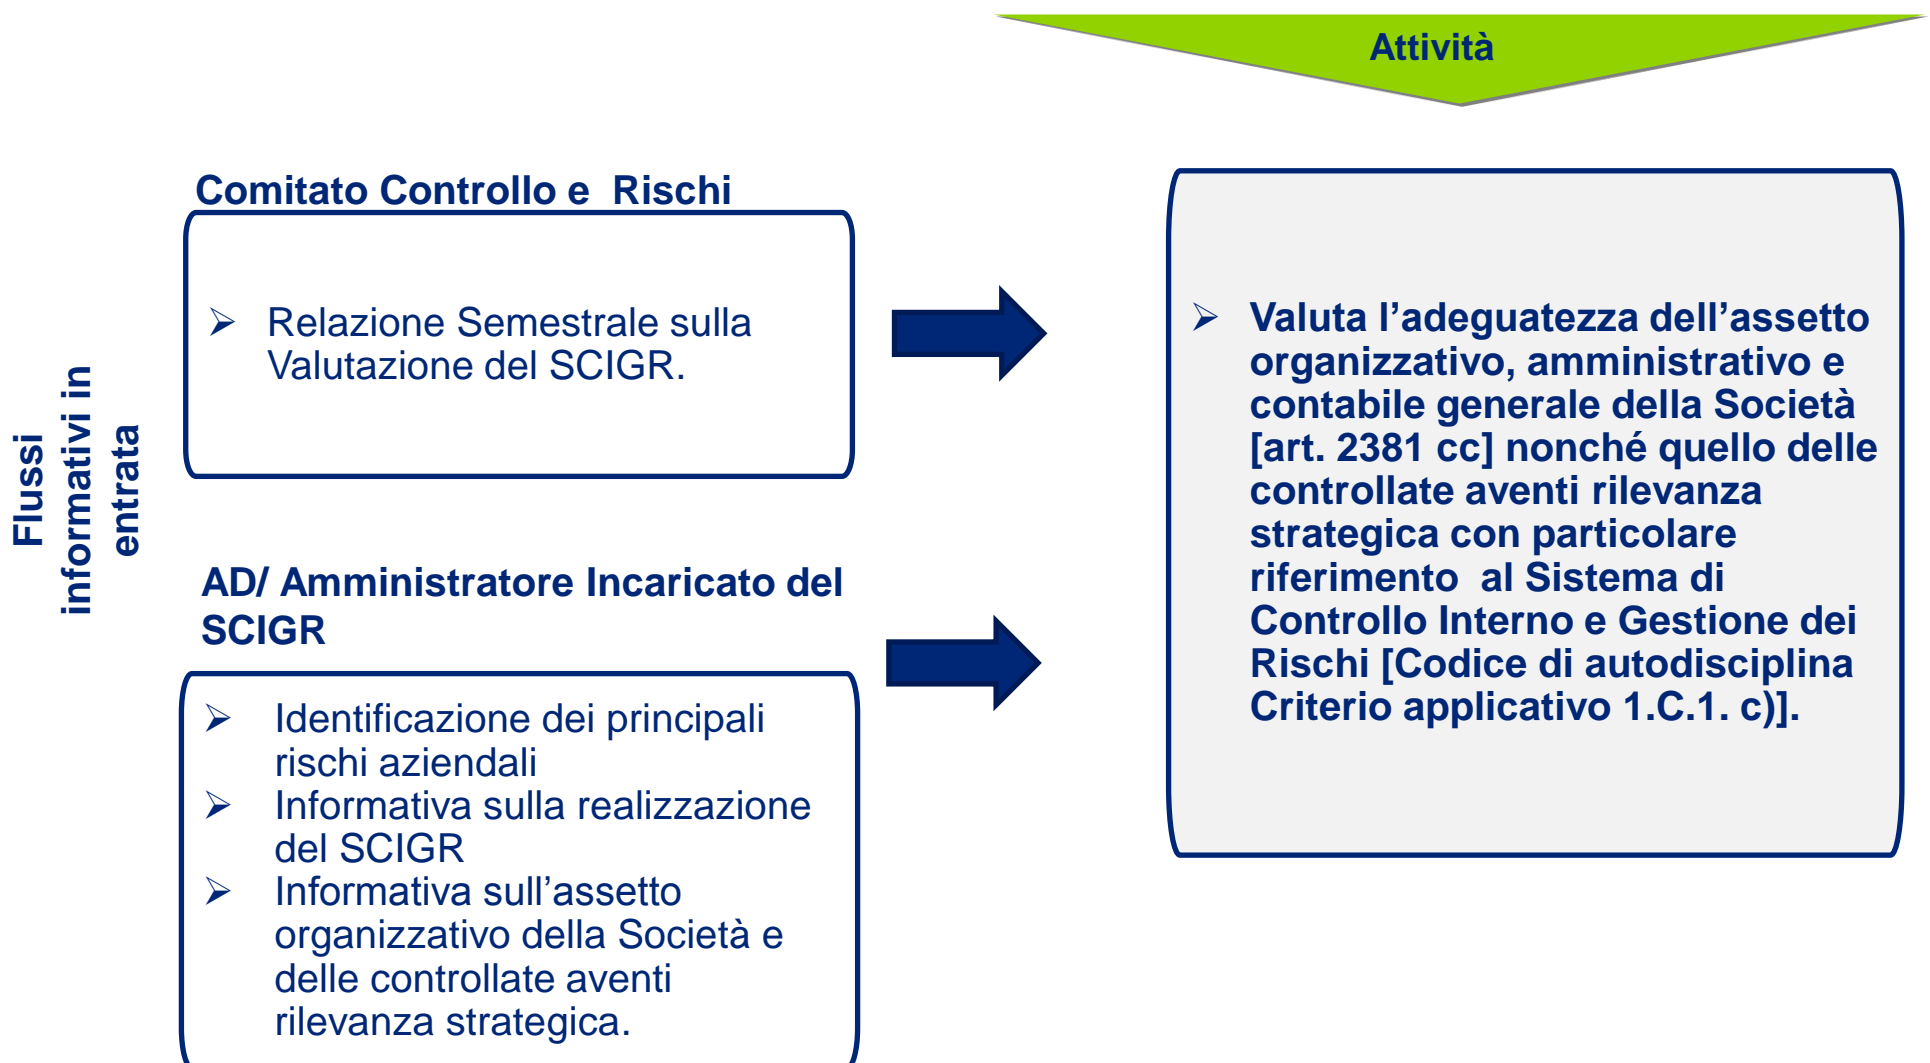 Attività
Flussi
informativi in
entrata
Comitato Controllo e  Rischi
➢ Relazione Semestrale sulla
Valutazione del SCIGR.
AD/ Amministratore Incaricato del
SCIGR
➢ Identificazione dei principali
rischi aziendali
➢ Informativa sulla realizzazione
del SCIGR
➢ Informativa sull’assetto
organizzativo della Società e
delle controllate aventi
rilevanza strategica.
➢ Valuta l’adeguatezza dell’assetto
organizzativo, amministrativo e
contabile generale della Società
[art. 2381 cc] nonché quello delle
controllate aventi rilevanza
strategica con particolare
riferimento  al Sistema di
Controllo Interno e Gestione dei
Rischi [Codice di autodisciplina
Criterio applicativo 1.C.1. c)].